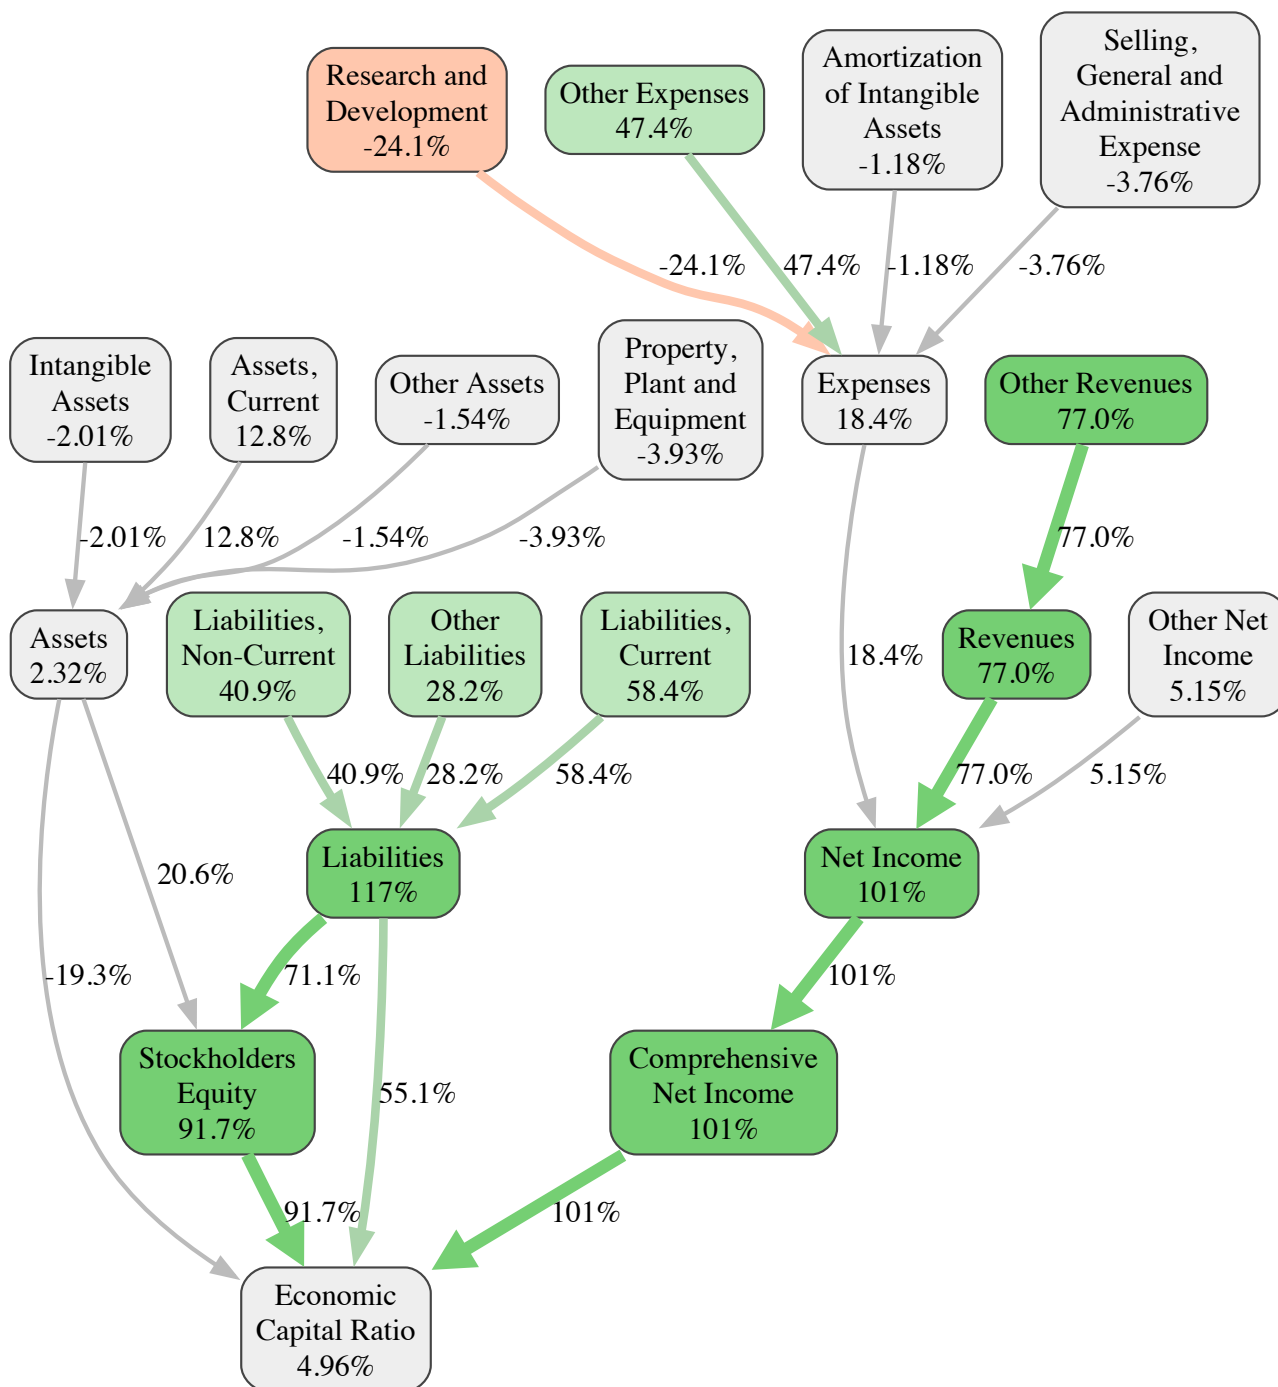 Research and
Development
-24.1%
Other Expenses
47.4%
Amortization
of Intangible
Assets
-1.18%
Selling,
General and
Administrative
Expense
-3.76%
-24.1%
47.4%
-1.18%
-3.76%
Intangible
Assets
-2.01%
Assets,
Current
12.8%
Other Assets
-1.54%
Property,
Plant and
Equipment
-3.93%
Expenses
18.4%
Other Revenues
77.0%
-2.01%
12.8%
-1.54%
-3.93%
77.0%
Assets
2.32%
Liabilities,
Non-Current
40.9%
Other
Liabilities
28.2%
Liabilities,
Current
58.4%
18.4%
Revenues
77.0%
Other Net
Income
5.15%
40.9%
28.2%
58.4%
77.0%
5.15%
20.6%
Liabilities
117%
Net Income
101%
-19.3%
71.1%
101%
Stockholders
Equity
91.7%
55.1%
Comprehensive
Net Income
101%
91.7%
101%
Economic
Capital Ratio
4.96%